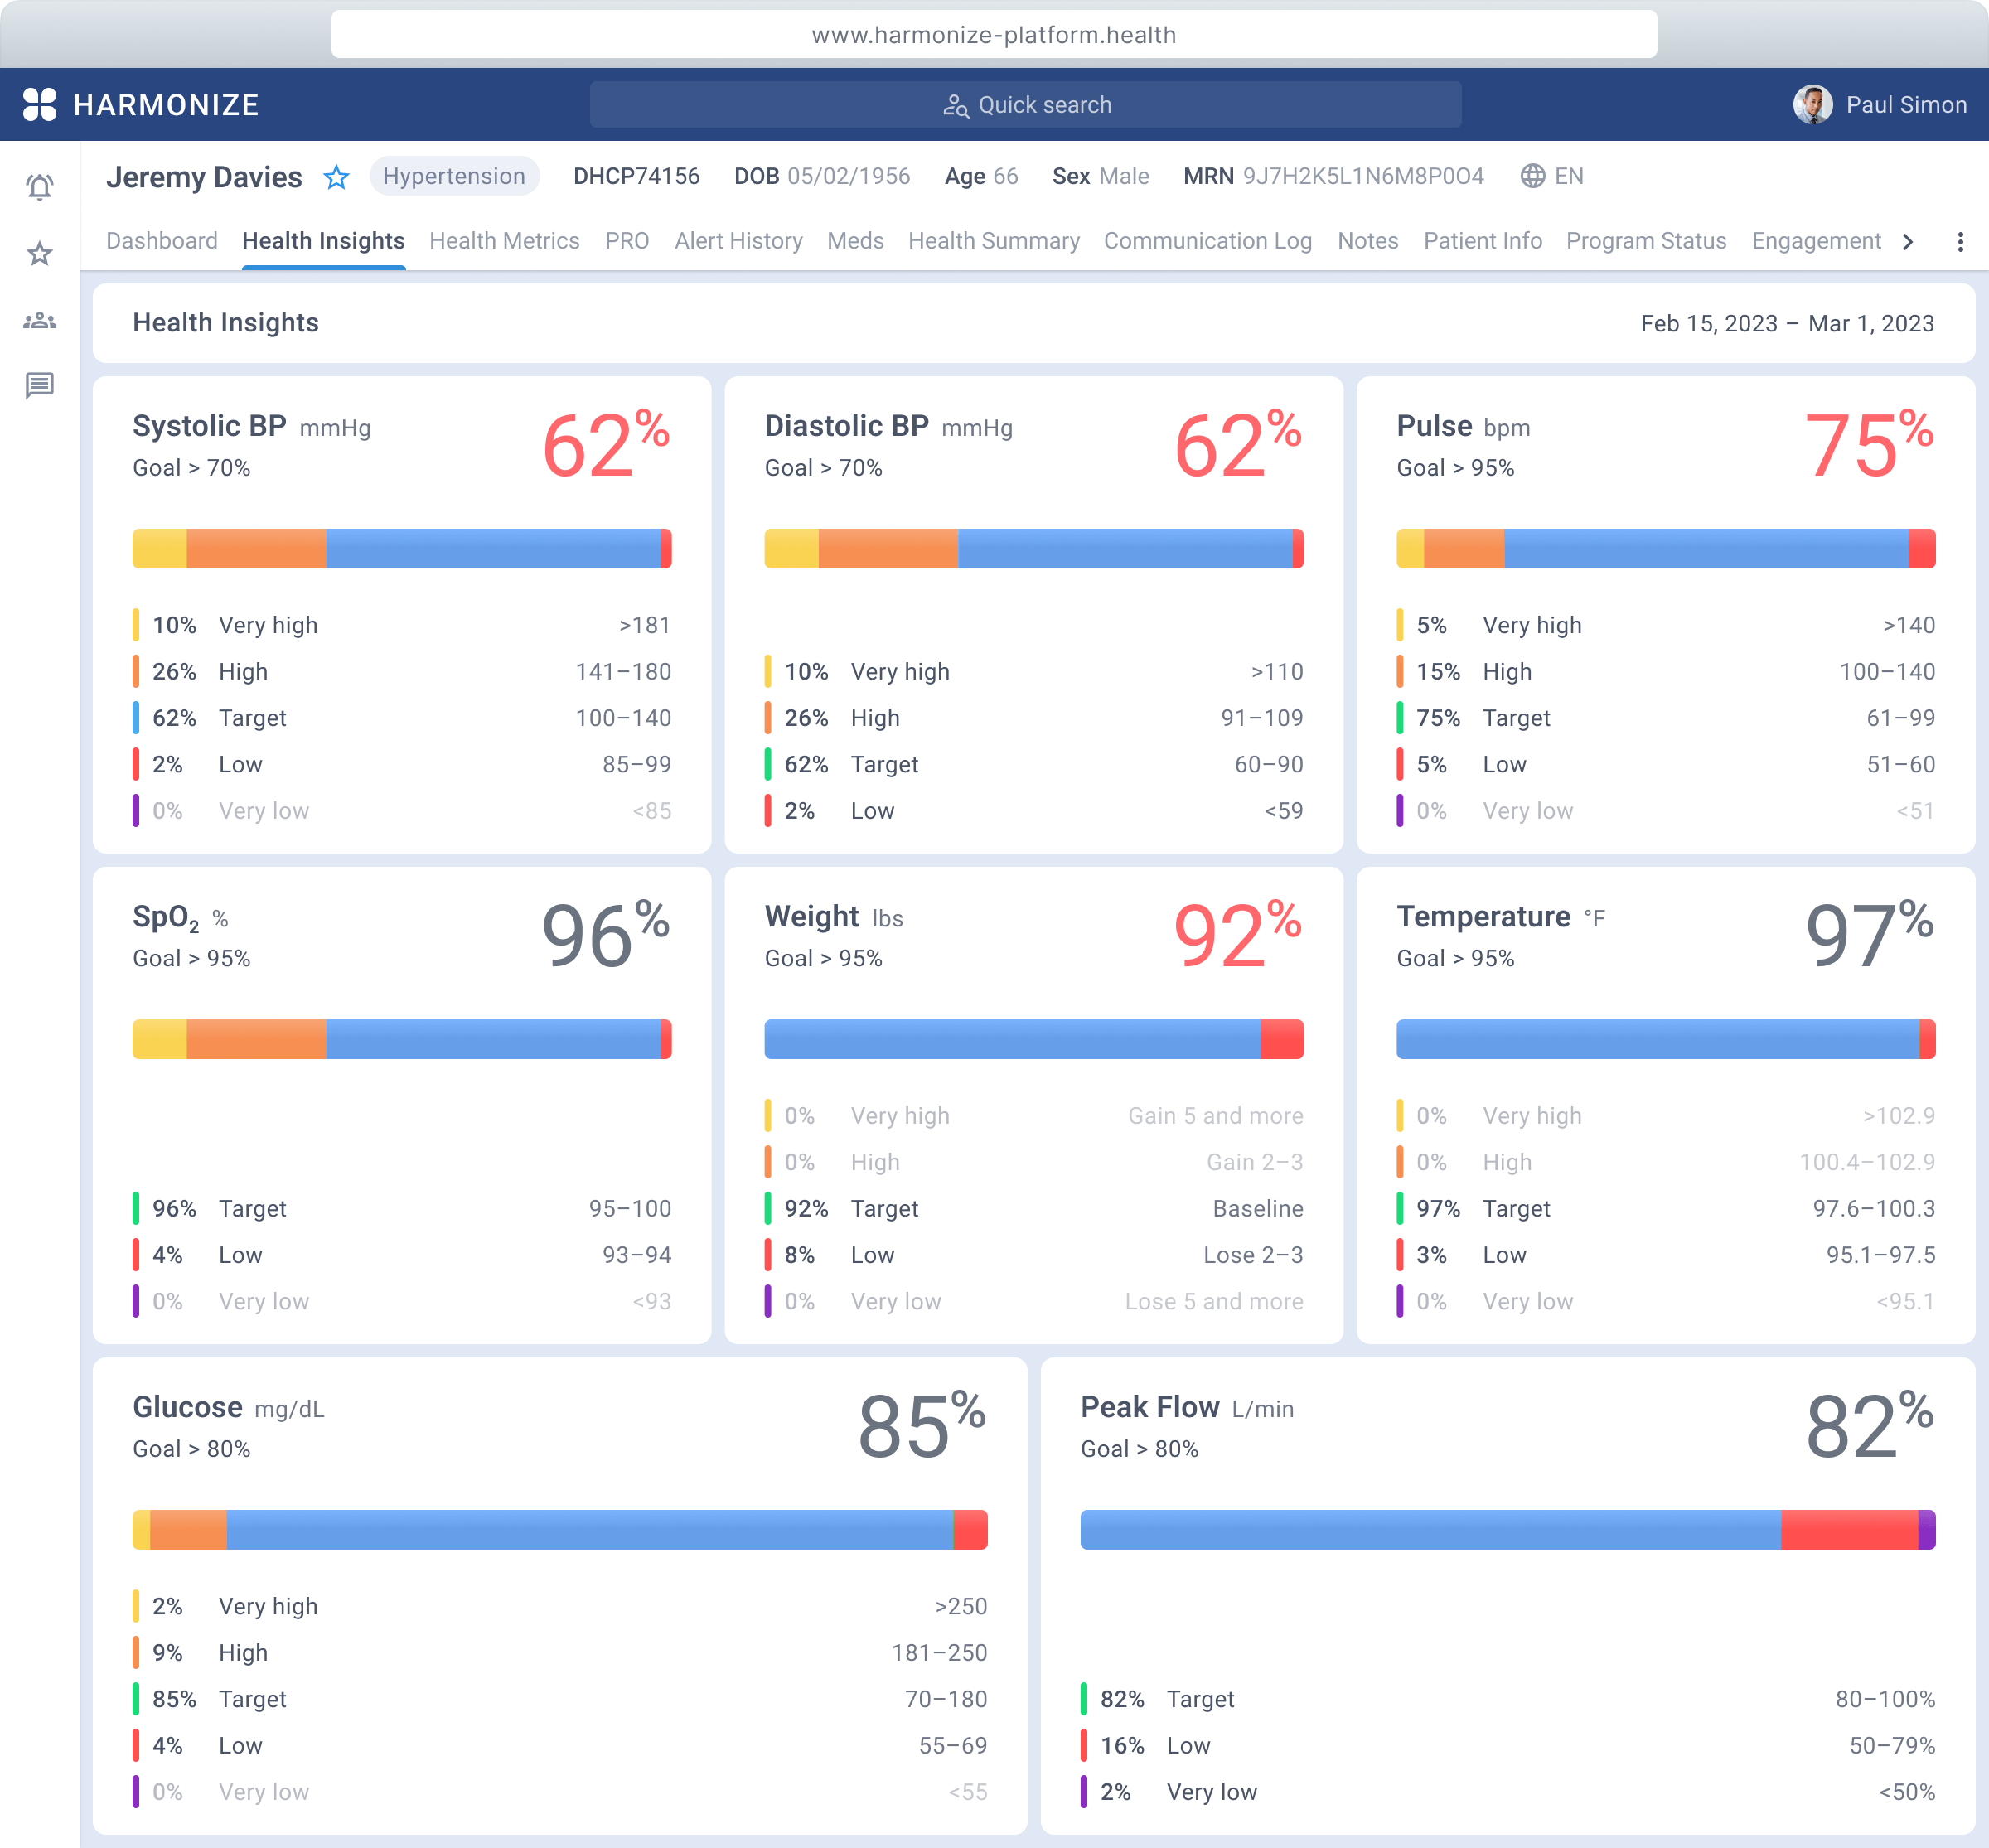 www.harmonize-platform.health
HARMONIZE
Quick search
Paul Simon
Jeremy Davies Hypertension DHCP74156 DOB 05/02/1956 Age 66 Sex Male MRN 9J7H2K5L1N6M8P0O4 EN
Dashboard Health Insights Health Metrics PRO Alert History Meds Health Summary Communication Log Notes Patient Info Program Status Engagement
Health Insights Feb 15, 2023 – Mar 1, 2023
Systolic BP mmHg 62%
Goal > 70%
10% Very high >181
26% High 141–180
62% Target 100–140
2% Low 85–99
0% Very low <85
Diastolic BP mmHg 62%
Goal > 70%
10% Very high >110
26% High 91–109
62% Target 60–90
2% Low <59
Pulse bpm 75%
Goal > 95%
5% Very high >140
15% High 100–140
75% Target 61–99
5% Low 51–60
0% Very low <51
SpO₂ % 96%
Goal > 95%
96% Target 95–100
4% Low 93–94
0% Very low <93
Weight lbs 92%
Goal > 95%
0% Very high Gain 5 and more
0% High Gain 2–3
92% Target Baseline
8% Low Lose 2–3
0% Very low Lose 5 and more
Temperature °F 97%
Goal > 95%
0% Very high >102.9
0% High 100.4–102.9
97% Target 97.6–100.3
3% Low 95.1–97.5
0% Very low <95.1
Glucose mg/dL 85%
Goal > 80%
2% Very high >250
9% High 181–250
85% Target 70–180
4% Low 55–69
0% Very low <55
Peak Flow L/min 82%
Goal > 80%
82% Target 80–100%
16% Low 50–79%
2% Very low <50%